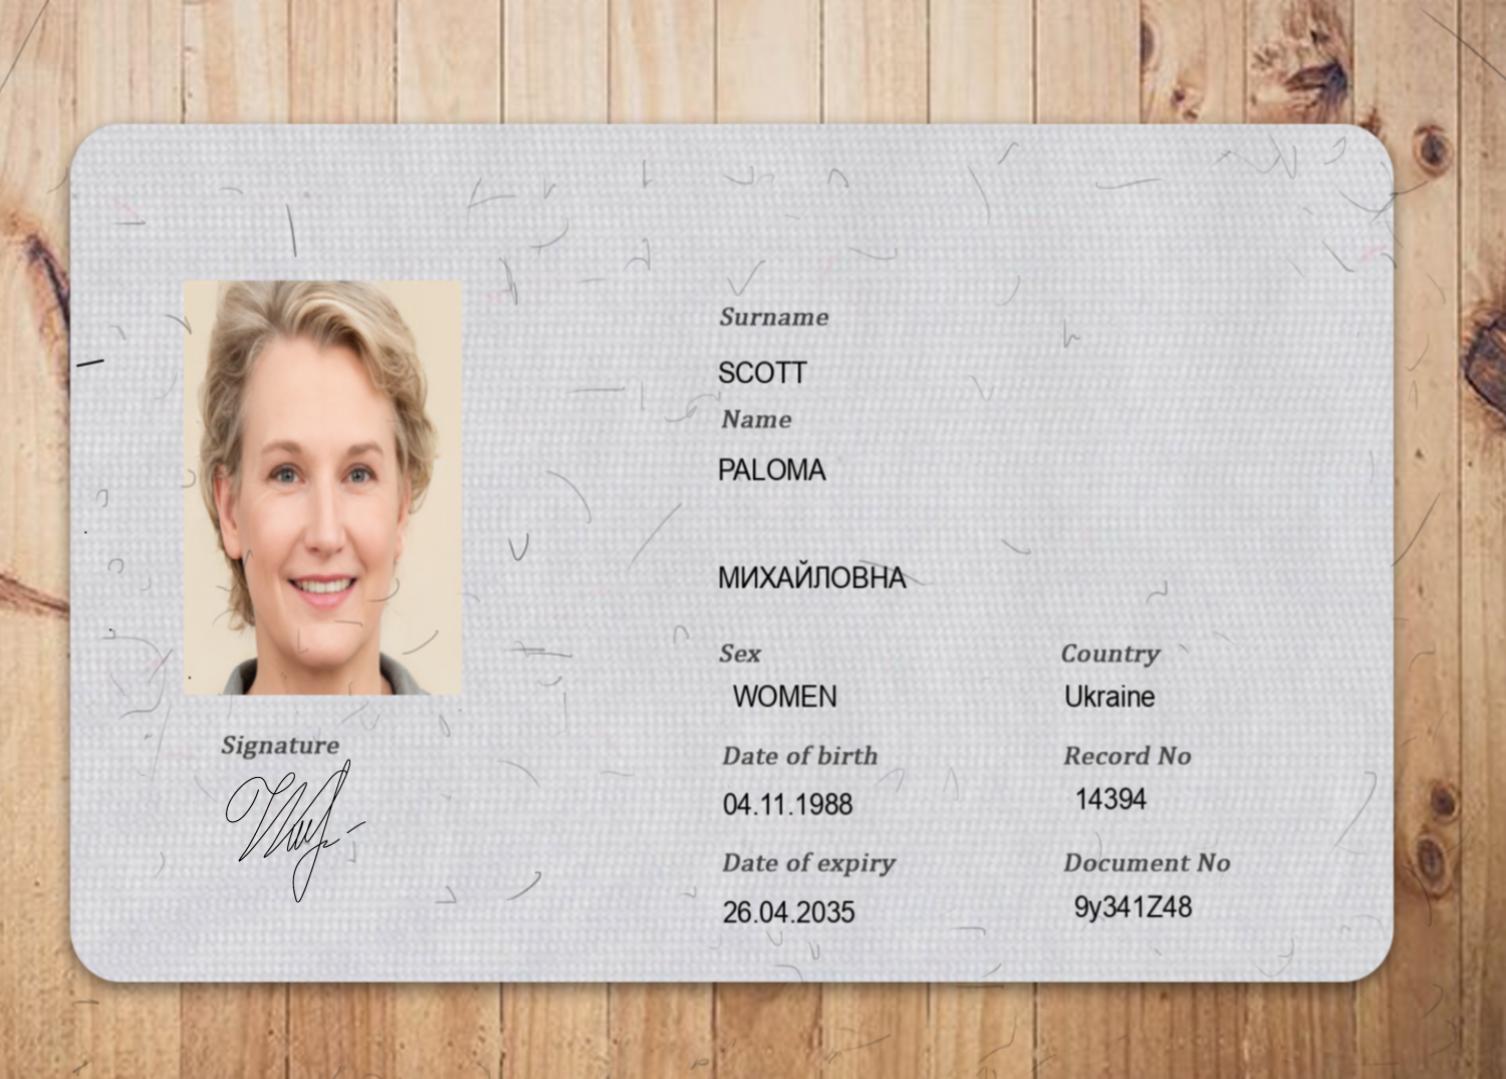 Surname
SCOTT
Name
PALOMA
МИХАЙЛОВНА
Sex
Country
WOMEN
Ukraine
Date of birth
Record No
04.11.1988
14394
Date of expiry
Document No
26.04.2035
9y341Z48
Signature